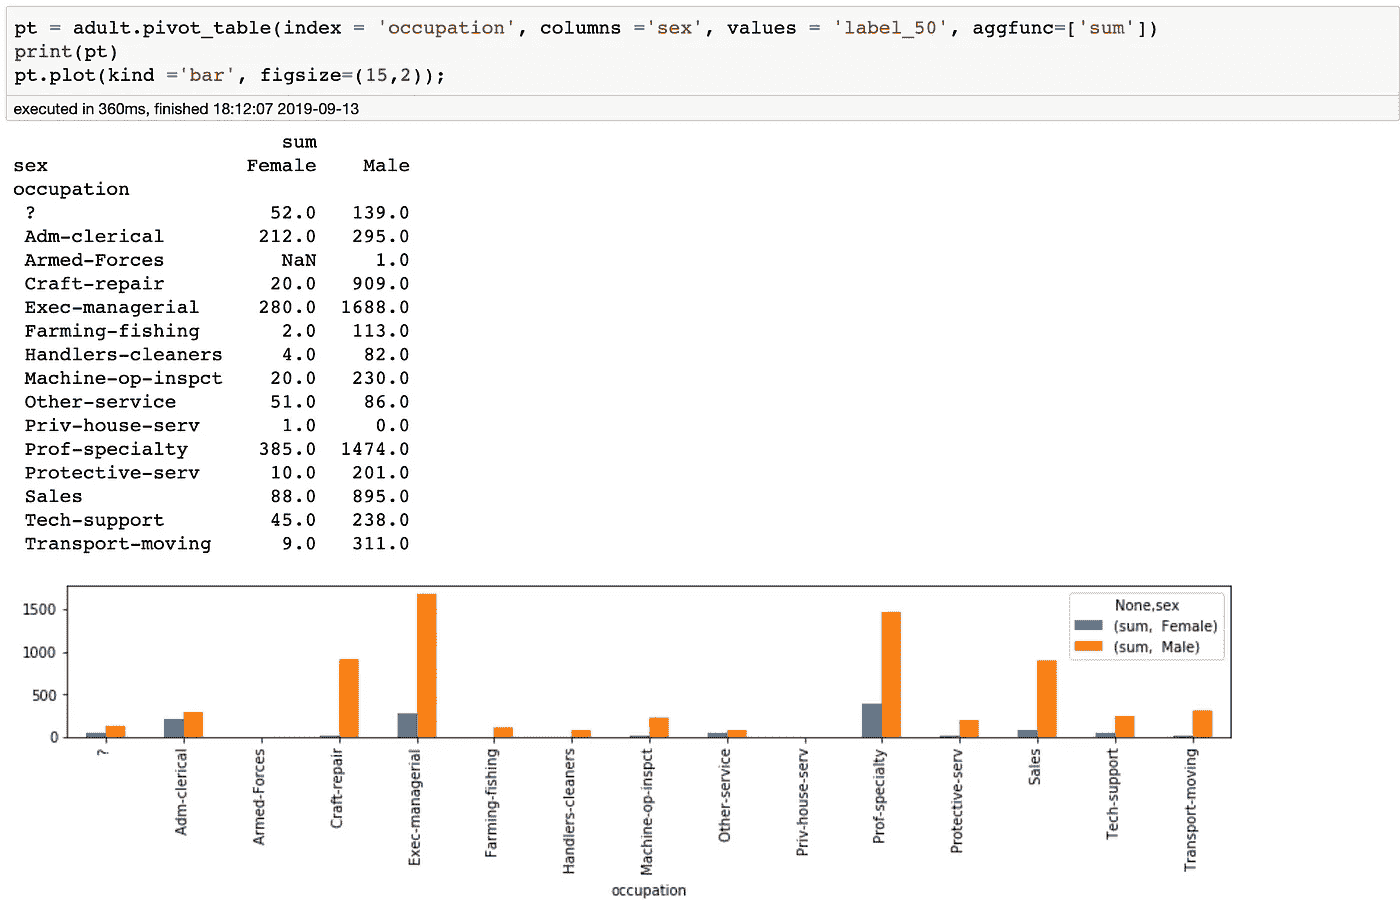 pt = adult.pivot_table(index = 'occupation', columns ='sex', values = 'label_50', aggfunc=['sum'])
print(pt)
pt.plot(kind ='bar', figsize=(15,2));
executed in 360ms, finished 18:12:07 2019-09-13
sum
sex Female Male
occupation
? 52.0 139.0
Adm-clerical 212.0 295.0
Armed-Forces NaN 1.0
Craft-repair 20.0 909.0
Exec-managerial 280.0 1688.0
Farming-fishing 2.0 113.0
Handlers-cleaners 4.0 82.0
Machine-op-inspct 20.0 230.0
Other-service 51.0 86.0
Priv-house-serv 1.0 0.0
Prof-specialty 385.0 1474.0
Protective-serv 10.0 201.0
Sales 88.0 895.0
Tech-support 45.0 238.0
Transport-moving 9.0 311.0
None,sex
(sum, Female)
(sum, Male)
1500
1000
500
0
?
Adm-clerical
Armed-Forces
Craft-repair
Exec-managerial
Farming-fishing
Handlers-cleaners
Machine-op-inspct
Other-service
Priv-house-serv
Prof-specialty
Protective-serv
Sales
Tech-support
Transport-moving
occupation